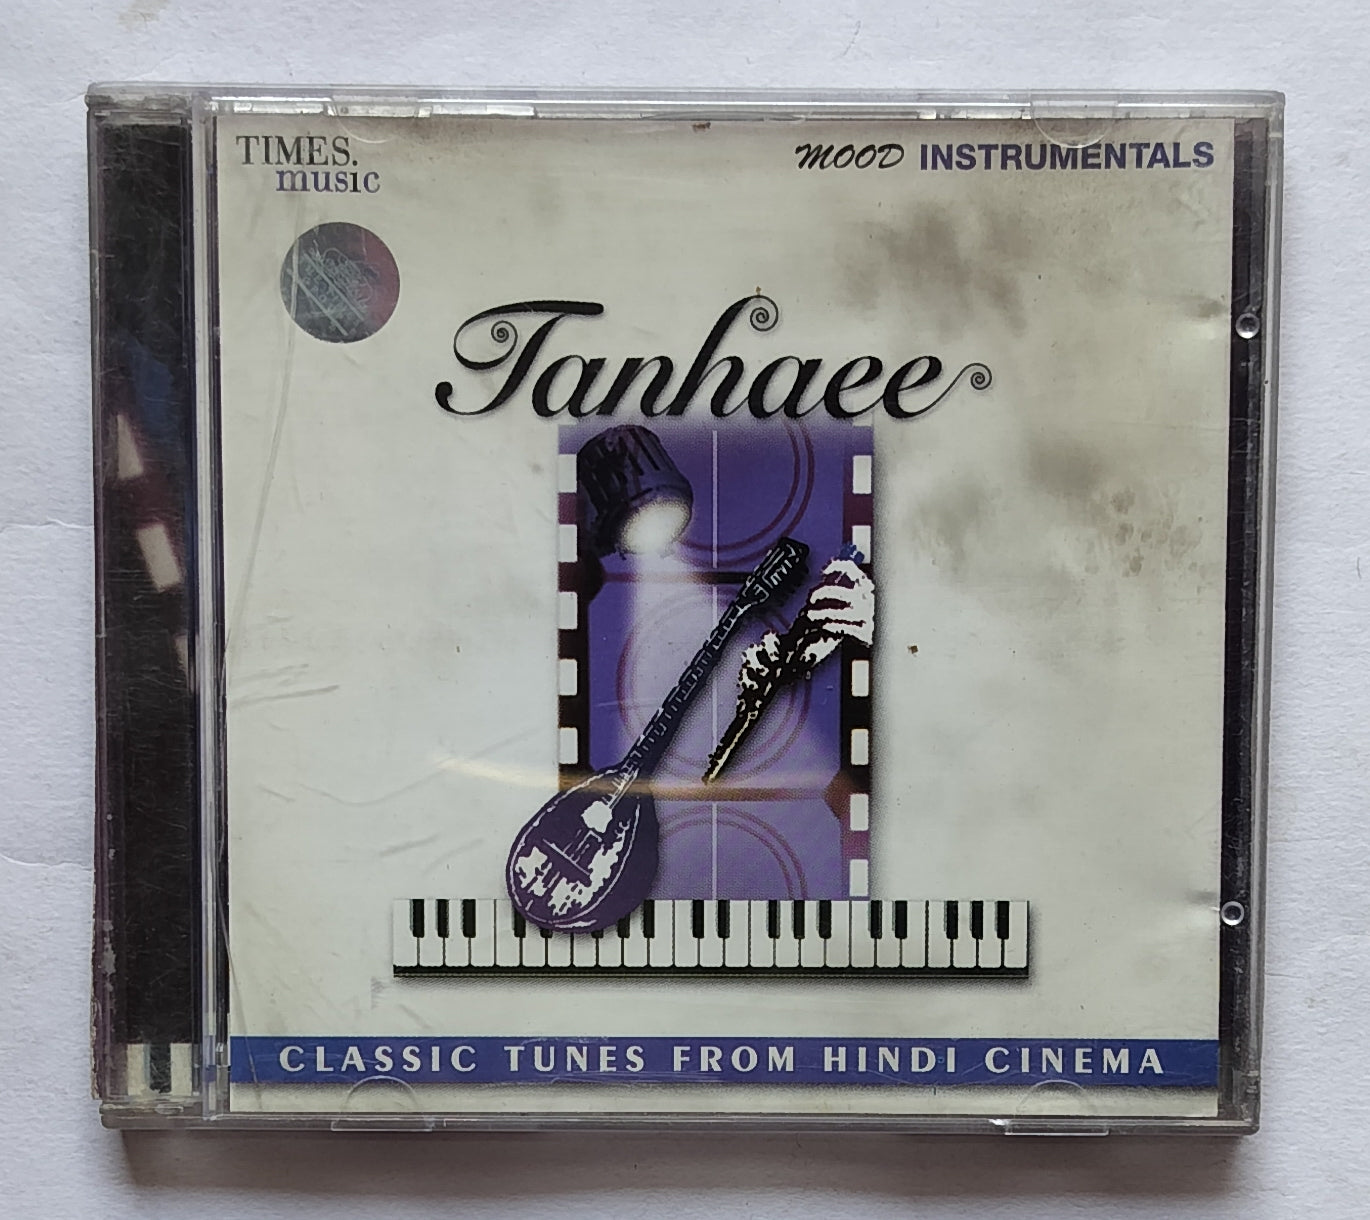 TIMES.
music
MOOD INSTRUMENTALS
Tanhaee
CLASSIC TUNES FROM HINDI CINEMA